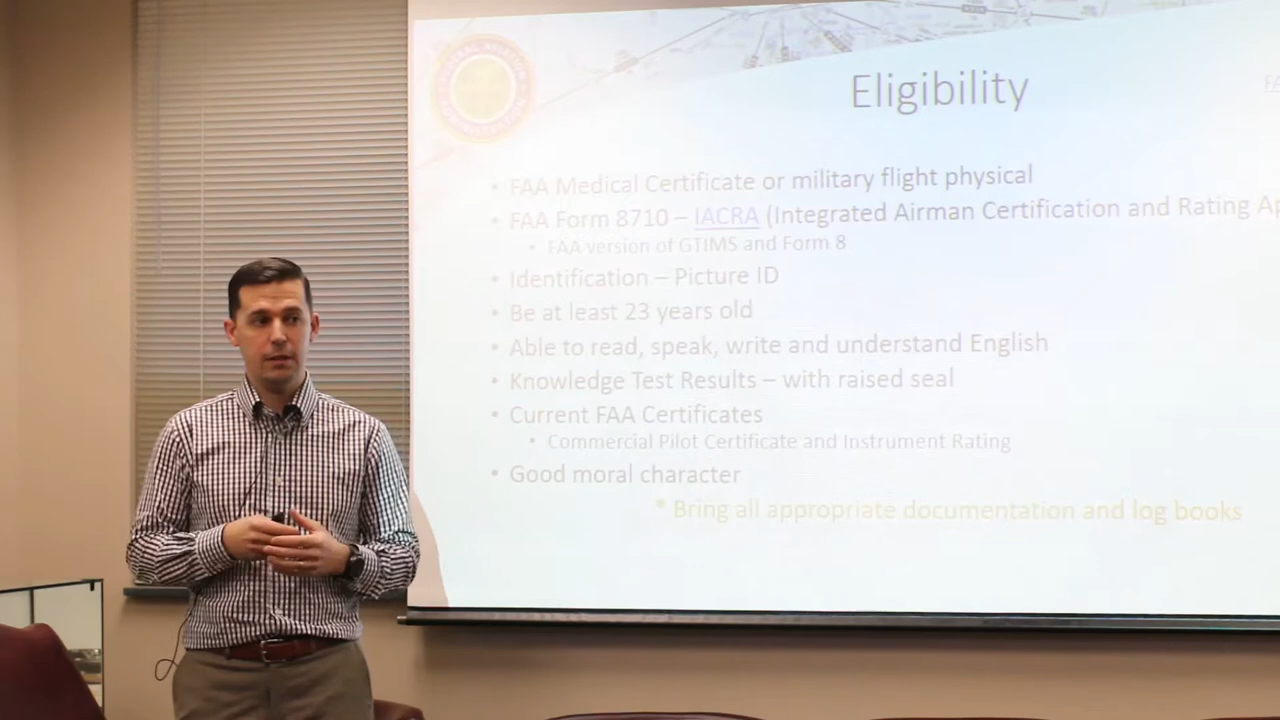 Eligibility
FA
• FAA Medical Certificate or military flight physical
• FAA Form 8710 – IACRA (Integrated Airman Certification and Rating Ap
• FAA version of GTIMS and Form 8
• Identification – Picture ID
• Be at least 23 years old
• Able to read, speak, write and understand English
• Knowledge Test Results – with raised seal
• Current FAA Certificates
• Commercial Pilot Certificate and Instrument Rating
• Good moral character
* Bring all appropriate documentation and log books